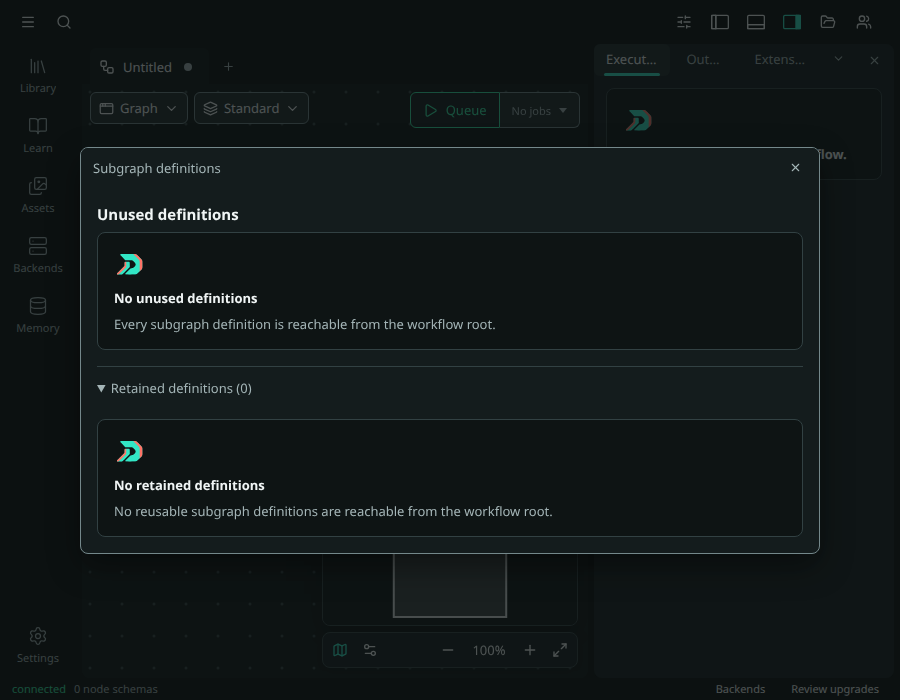 Untitled
Execut...
Out...
Extens...
Library
Graph
Standard
Queue
No jobs
Learn
flow.
Subgraph definitions
Assets
Unused definitions
Backends
No unused definitions
Memory
Every subgraph definition is reachable from the workflow root.
Retained definitions (0)
No retained definitions
No reusable subgraph definitions are reachable from the workflow root.
100%
Settings
connected
0 node schemas
Backends
Review upgrades